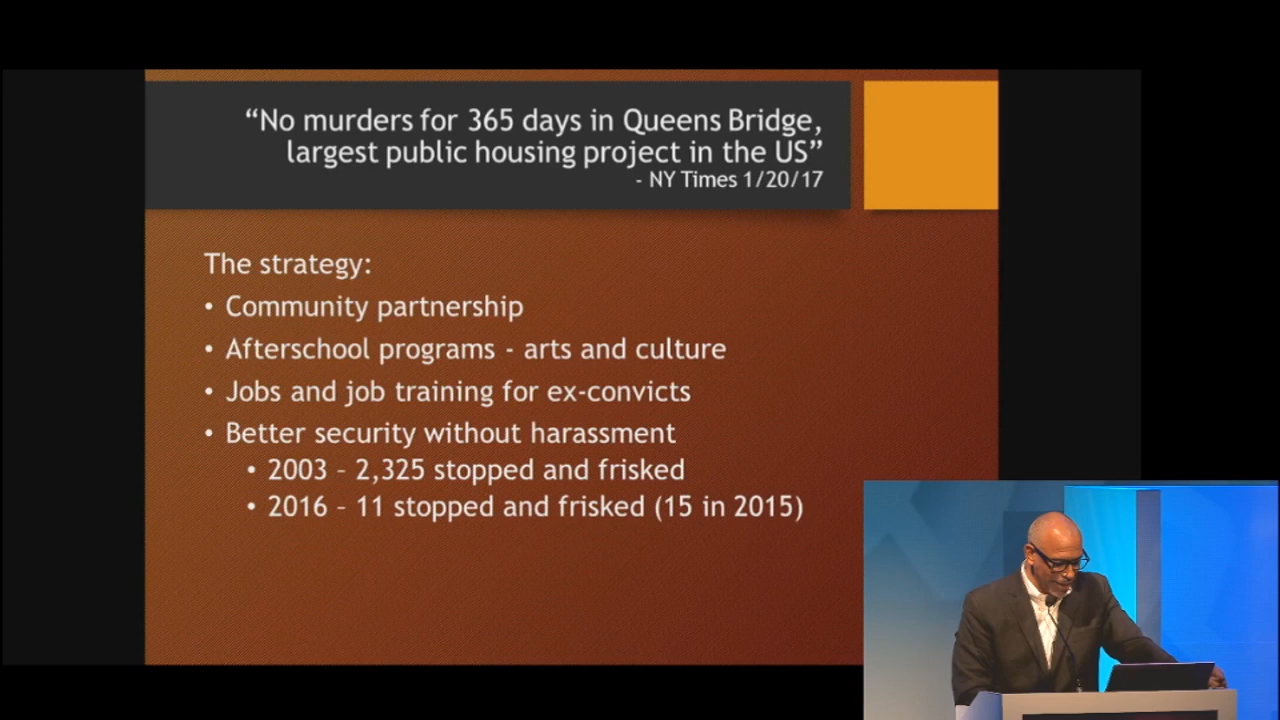 “No murders for 365 days in Queens Bridge,
largest public housing project in the US”
- NY Times 1/20/17
The strategy:
• Community partnership
• Afterschool programs - arts and culture
• Jobs and job training for ex-convicts
• Better security without harassment
• 2003 – 2,325 stopped and frisked
• 2016 – 11 stopped and frisked (15 in 2015)